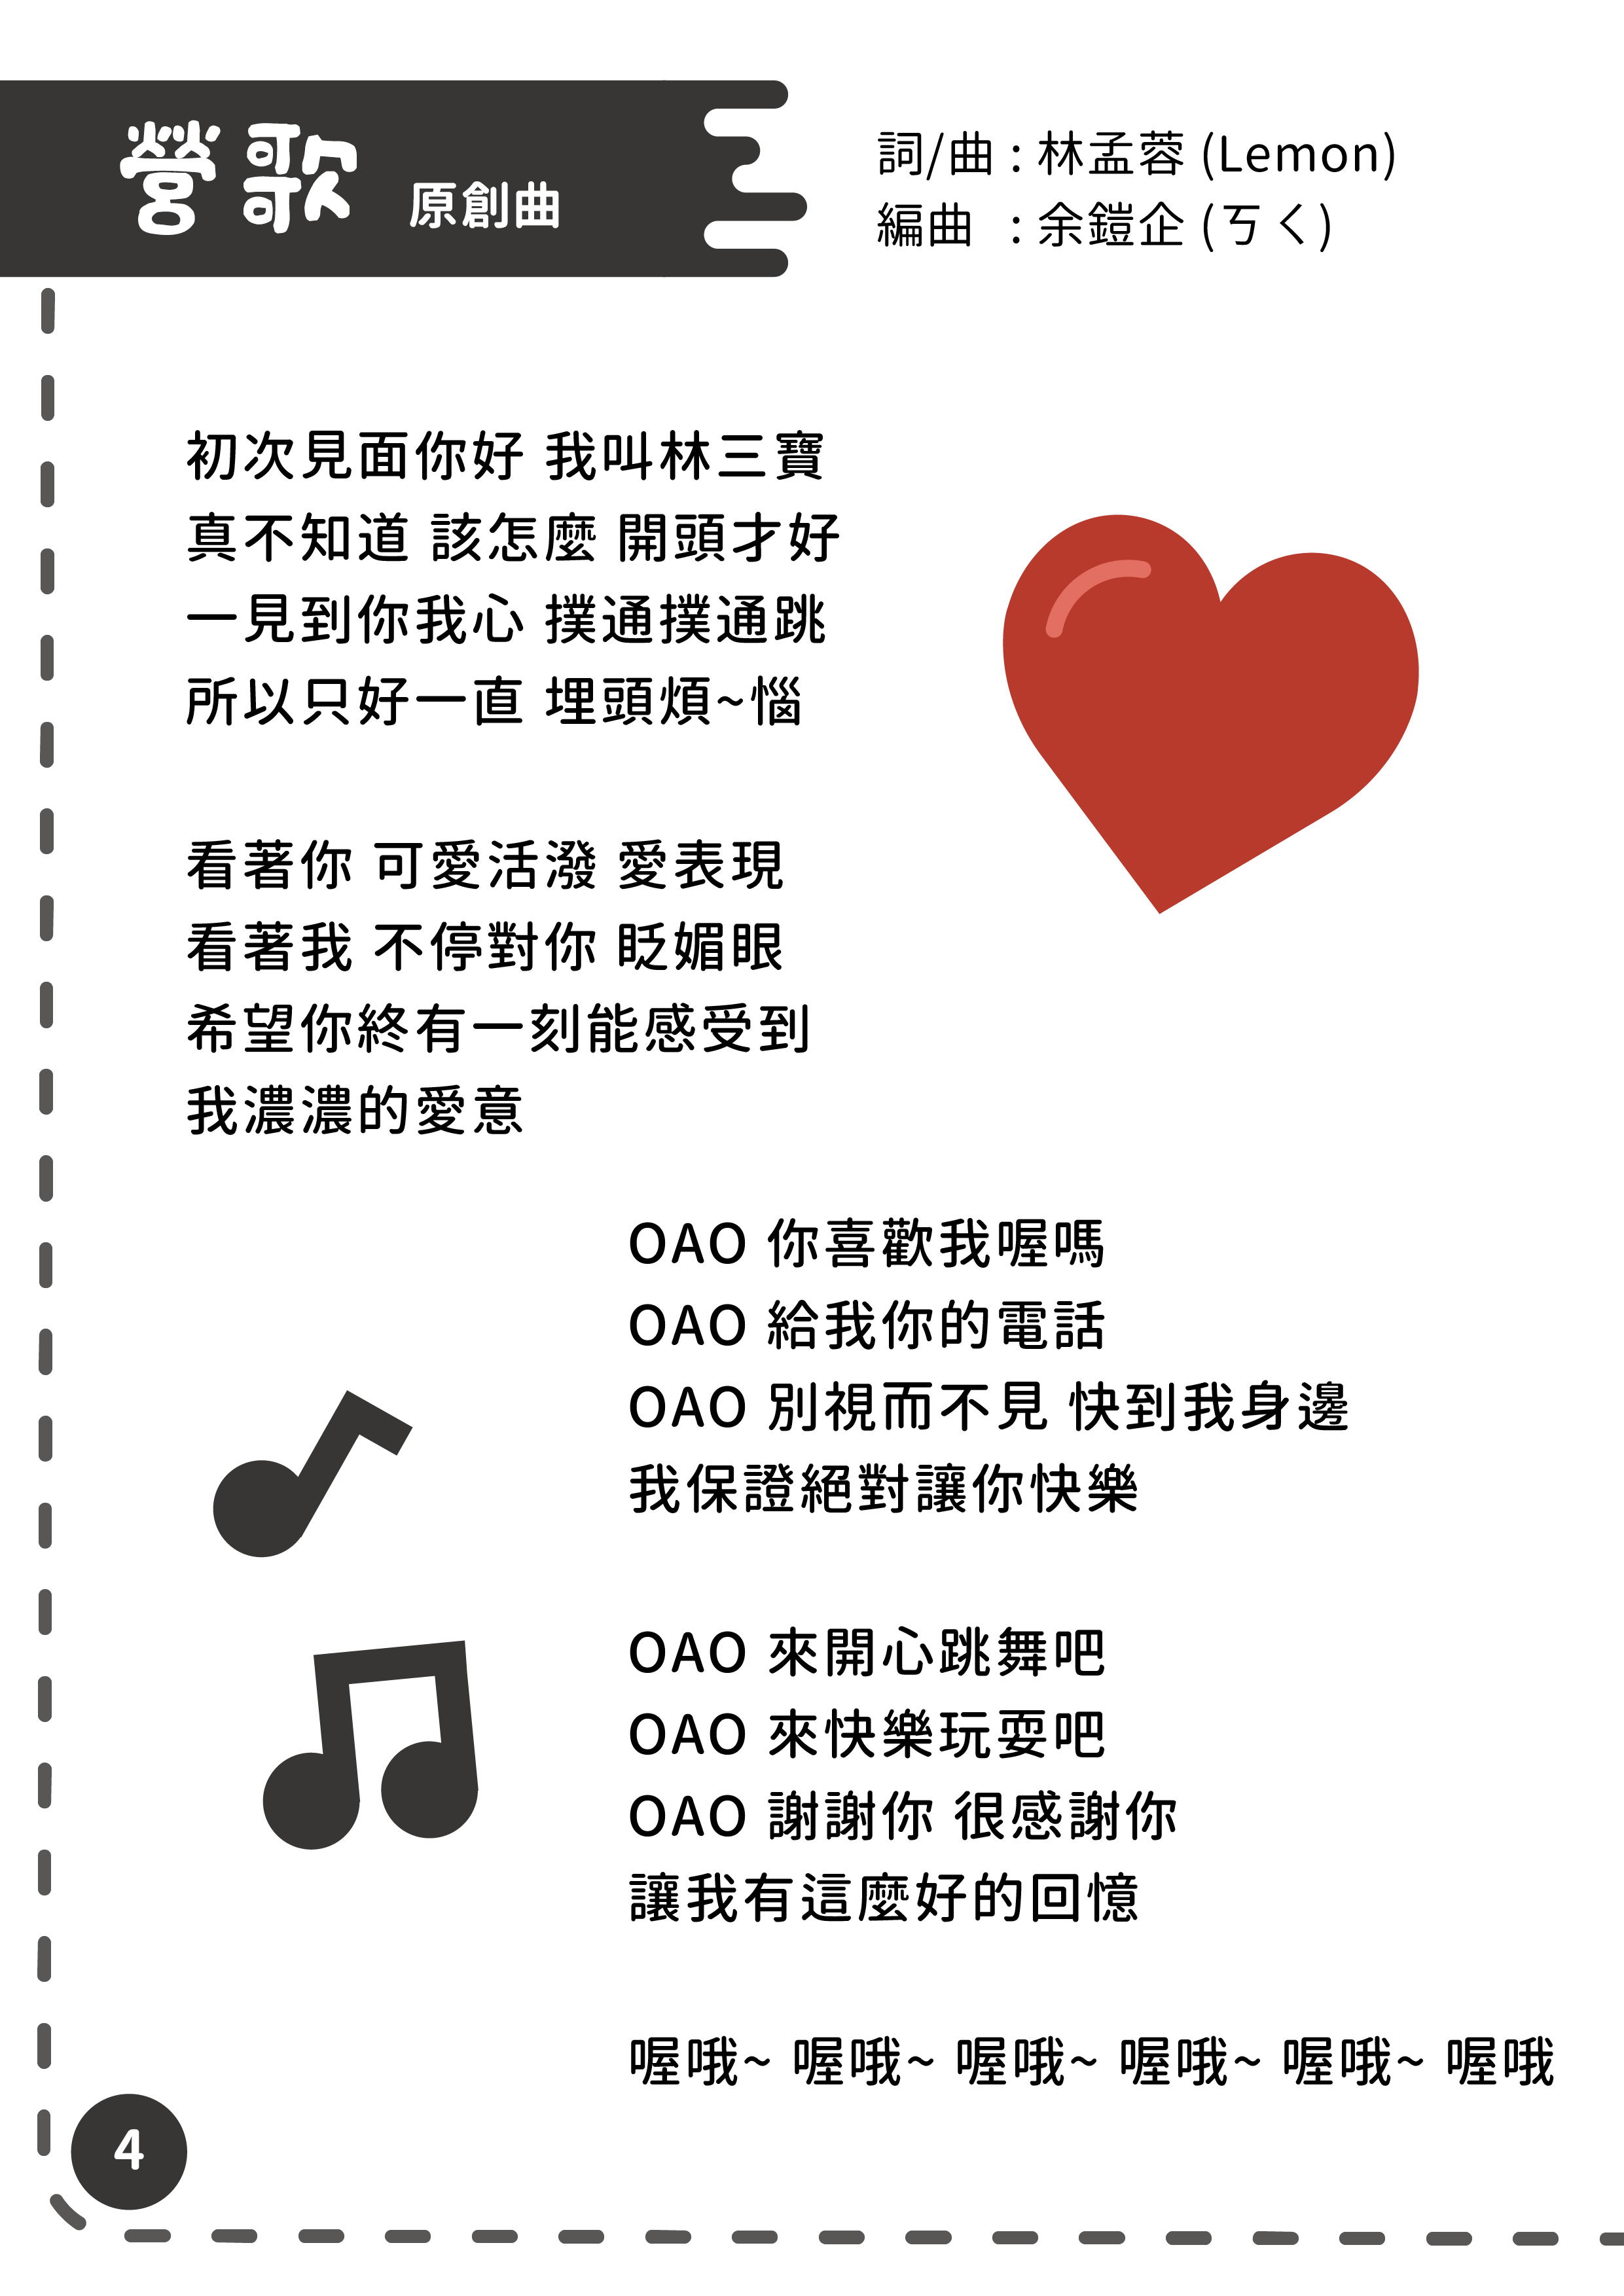 營歌 原創曲
詞/曲 : 林孟蓉 (Lemon)
編曲 : 余鎧企 (ㄎㄑ)
初次見面你好 我叫林三寶
真不知道 該怎麼 開頭才好
一見到你我心 撲通撲通跳
所以只好一直 埋頭煩~惱
看著你 可愛活潑 愛表現
看著我 不停對你 眨媚眼
希望你終有一刻能感受到
我濃濃的愛意
OAO 你喜歡我喔嗎
OAO 給我你的電話
OAO 別視而不見 快到我身邊
我保證絕對讓你快樂
OAO 來開心跳舞吧
OAO 來快樂玩耍吧
OAO 謝謝你 很感謝你
讓我有這麼好的回憶
喔哦~ 喔哦~ 喔哦~ 喔哦~ 喔哦~ 喔哦
4